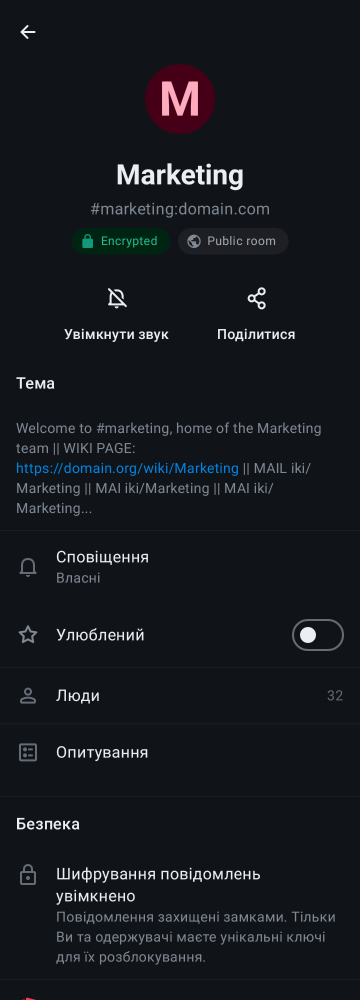 M
Marketing
#marketing:domain.com
Encrypted
Public room
Увімкнути звук
Поділитися
Тема
Welcome to #marketing, home of the Marketing
team || WIKI PAGE:
https://domain.org/wiki/Marketing || MAIL iki/
Marketing || MAI iki/Marketing || MAI iki/
Marketing...
Сповіщення
Власні
Улюблений
Люди
32
Опитування
Безпека
Шифрування повідомлень
увімкнено
Повідомлення захищені замками. Тільки
Ви та одержувачі маєте унікальні ключі
для їх розблокування.